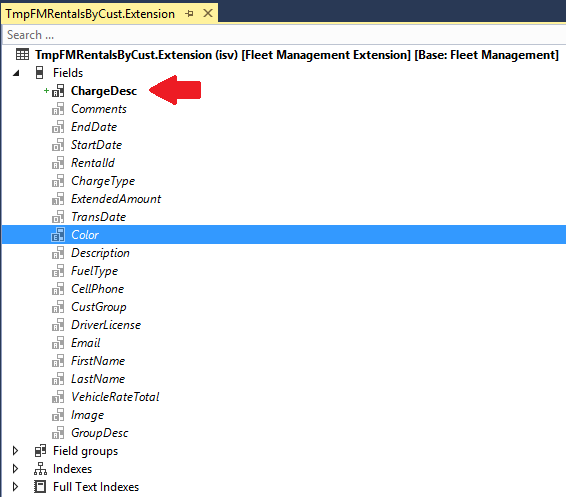 TmpFMRentalsByCust.Extension
Search ...
TmpFMRentalsByCust.Extension (isv) [Fleet Management Extension] [Base: Fleet Management]
Fields
+ ChargeDesc
Comments
EndDate
StartDate
RentalId
ChargeType
ExtendedAmount
TransDate
Color
Description
FuelType
CellPhone
CustGroup
DriverLicense
Email
FirstName
LastName
VehicleRateTotal
Image
GroupDesc
Field groups
Indexes
Full Text Indexes